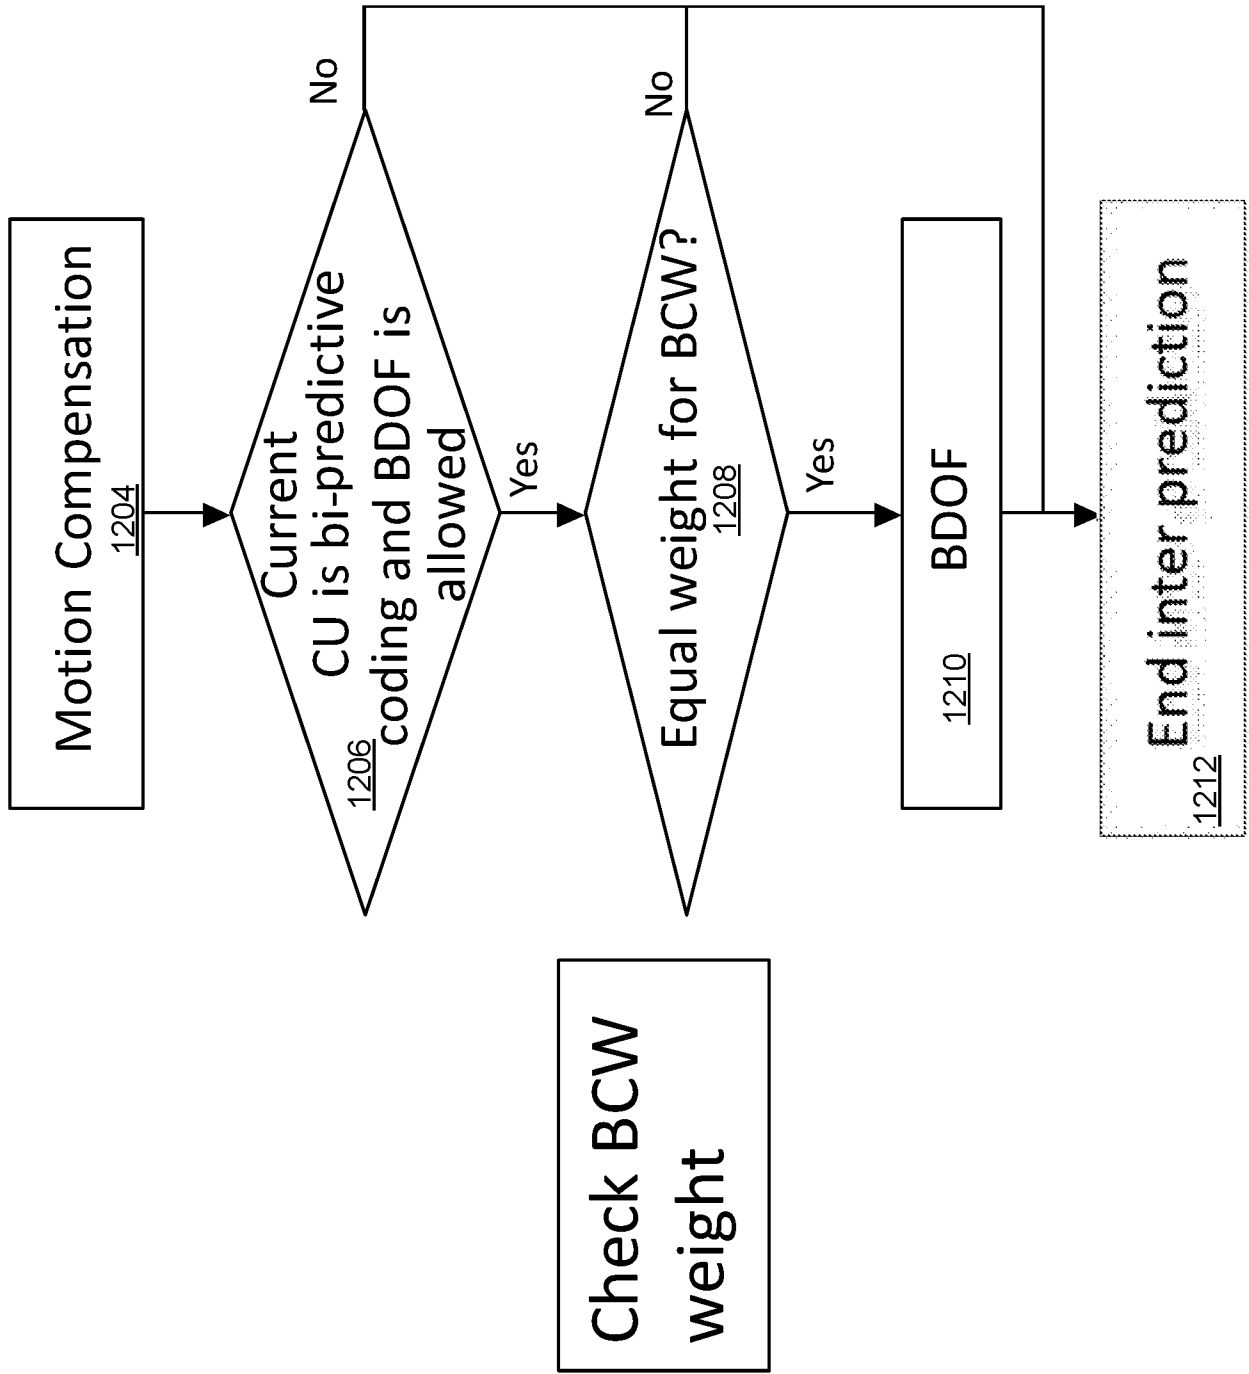 Motion Compensation
1204
Current
CU is bi-predictive
coding and BDOF is
allowed
1206
No
Yes
Check BCW
weight
Equal weight for BCW?
1208
No
Yes
BDOF
1210
End inter prediction
1212